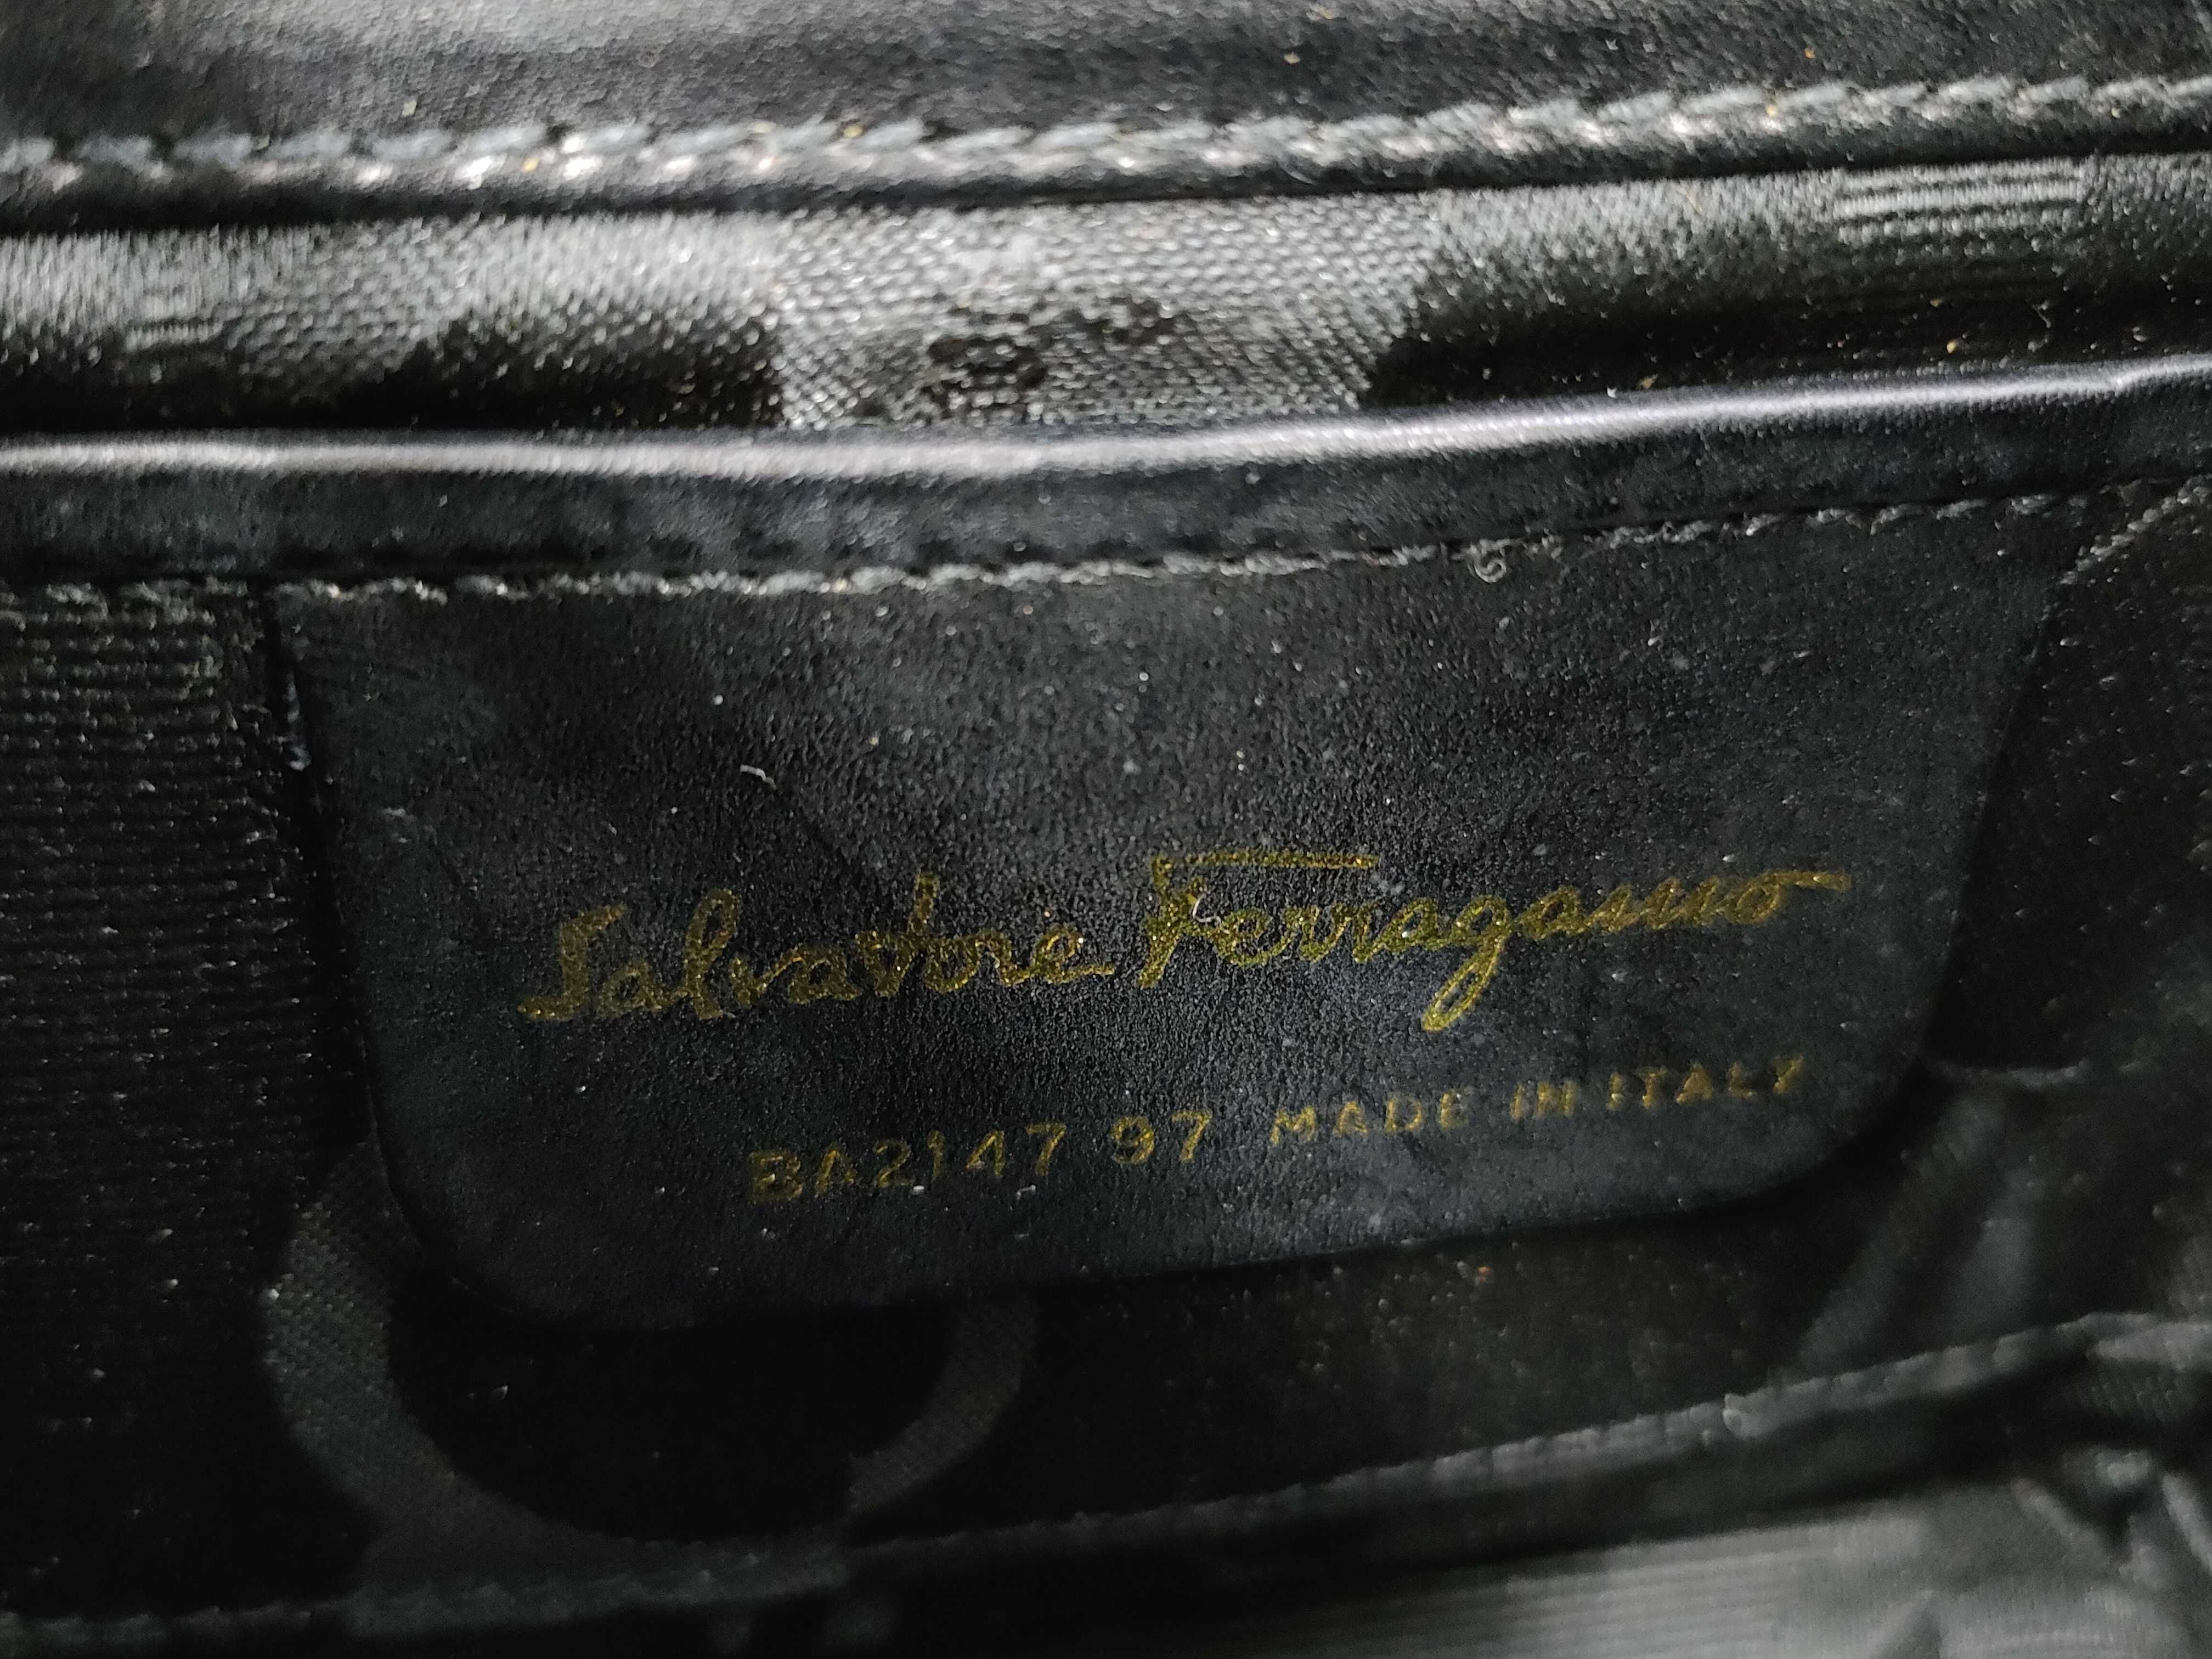 Salvatore Ferragamo
BA2147 97 MADE IN ITALY